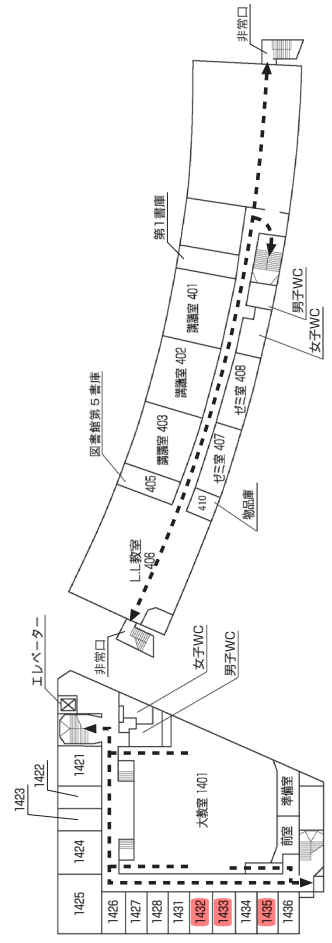 非常口
第1書庫
講議室 401
講議室 402
講議室 403
405
図書館第5書庫
L.L教室
406
男子WC
女子WC
ゼミ室 408
ゼミ室 407
410
物品庫
非常口
エレベーター
女子WC
男子WC
1421
1422
1423
1424
1425
1426
1427
1428
1431
1432
1433
1435
1436
大教室 1401
準備室
前室